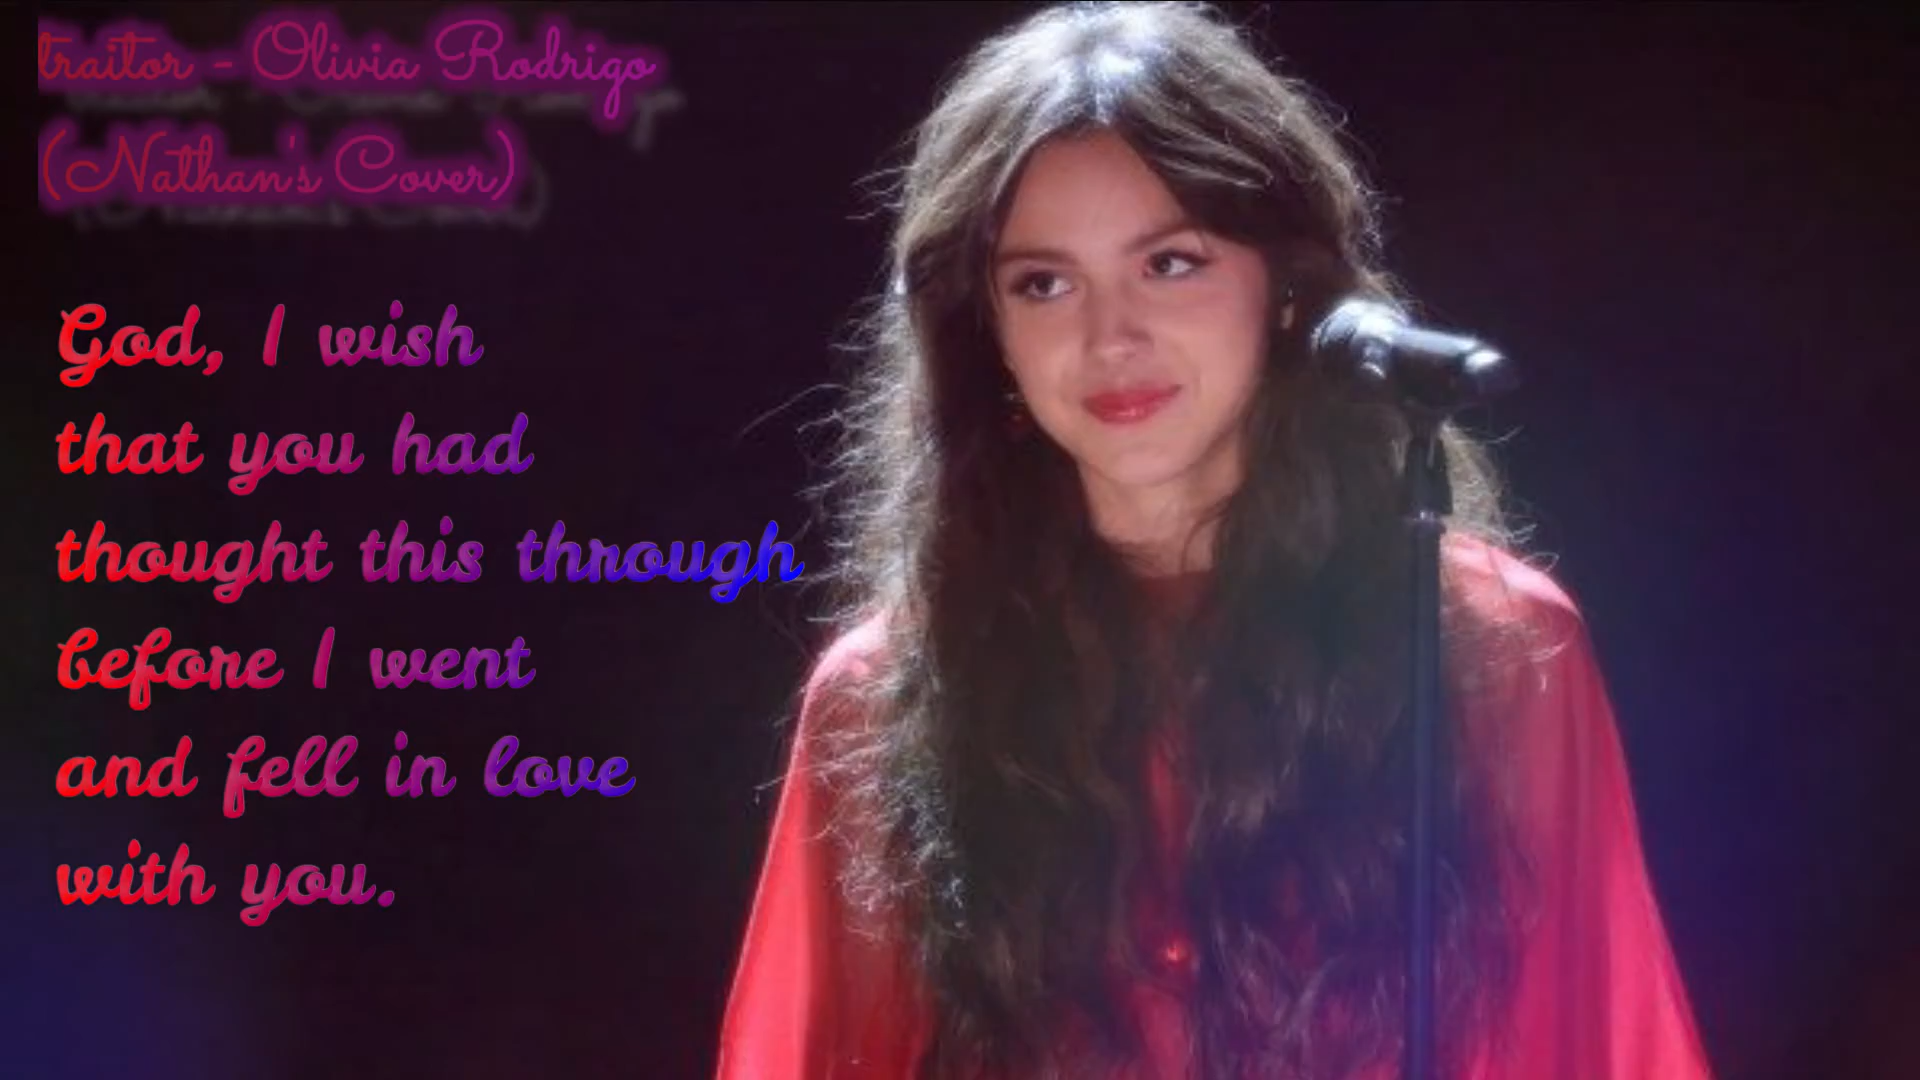 traitor - Olivia Rodrigo
(Nathan's Cover)
God, I wish
that you had
thought this through
before I went
and fell in love
with you.